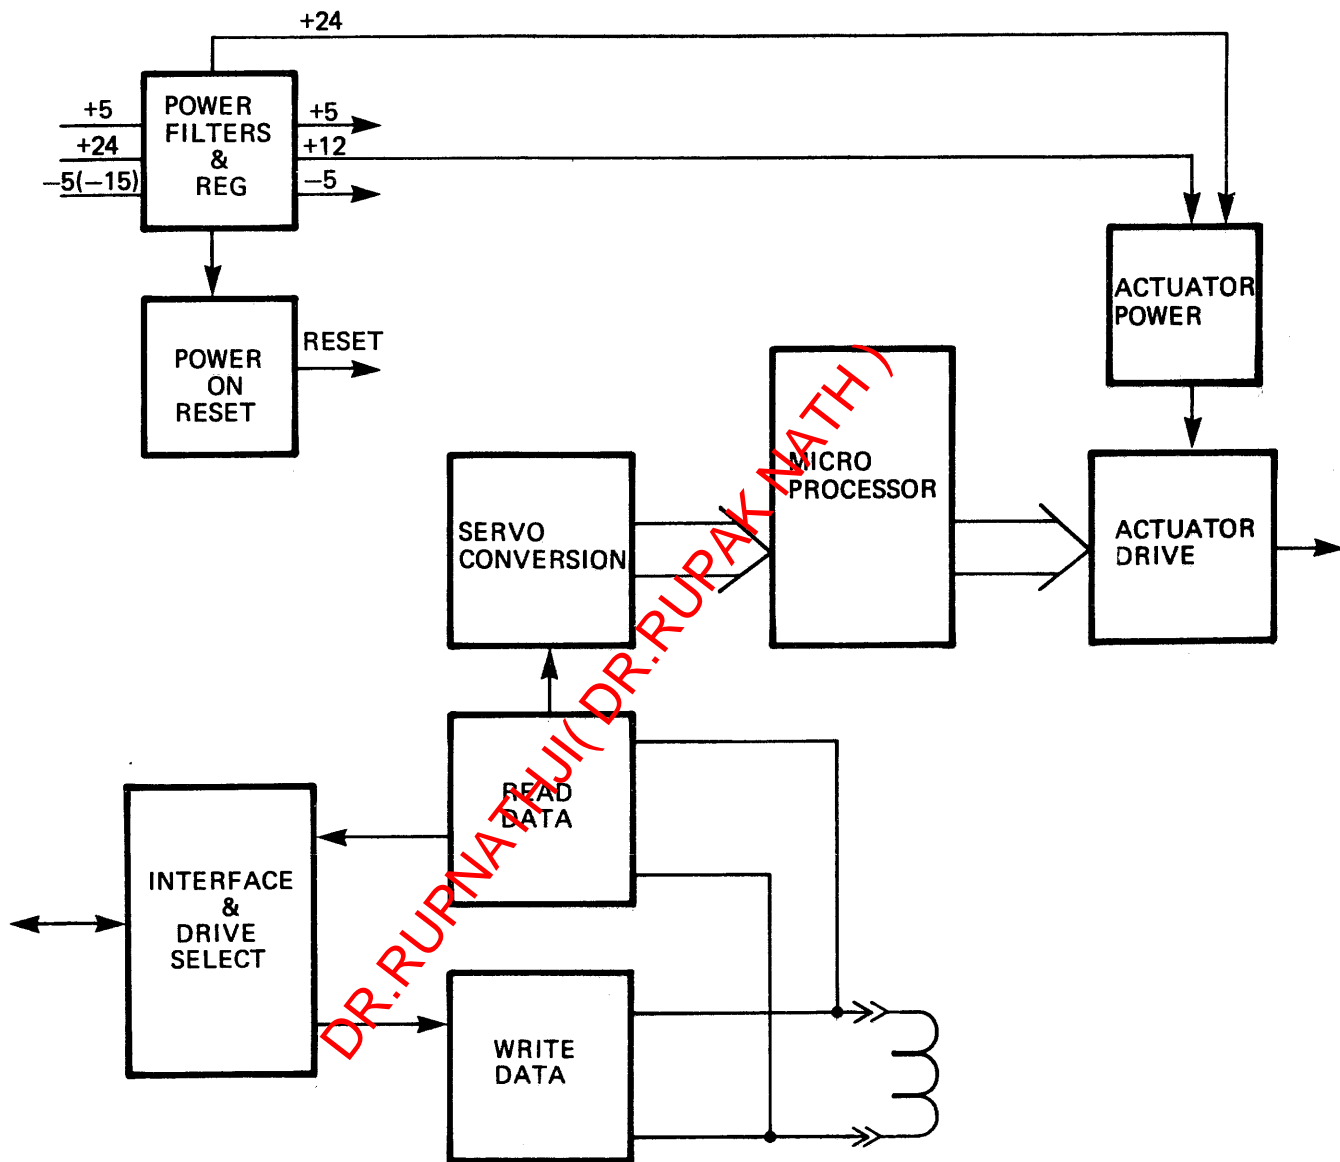 +24
POWER
FILTERS
&
REG
+5
+24
−5(−15)
+5
+12
−5
POWER
ON
RESET
RESET
ACTUATOR
POWER
MICRO
PROCESSOR
SERVO
CONVERSION
ACTUATOR
DRIVE
READ
DATA
INTERFACE
&
DRIVE
SELECT
WRITE
DATA
DR.RUPNATHJI( DR.RUPAK NATH )